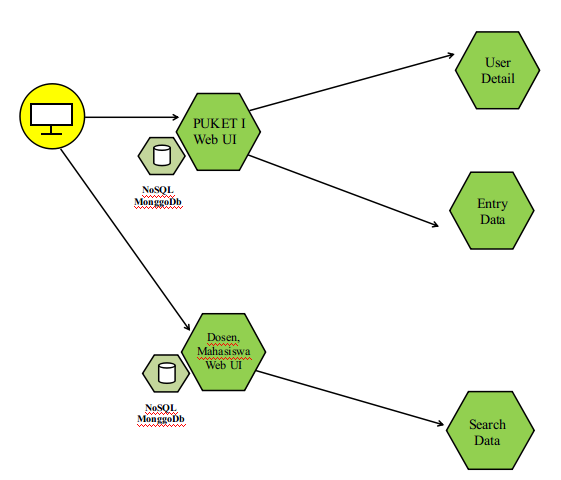 User
Detail
PUKET I
Web UI
NoSQL
MonggoDb
Entry
Data
Dosen,
Mahasiswa
Web UI
NoSQL
MonggoDb
Search
Data